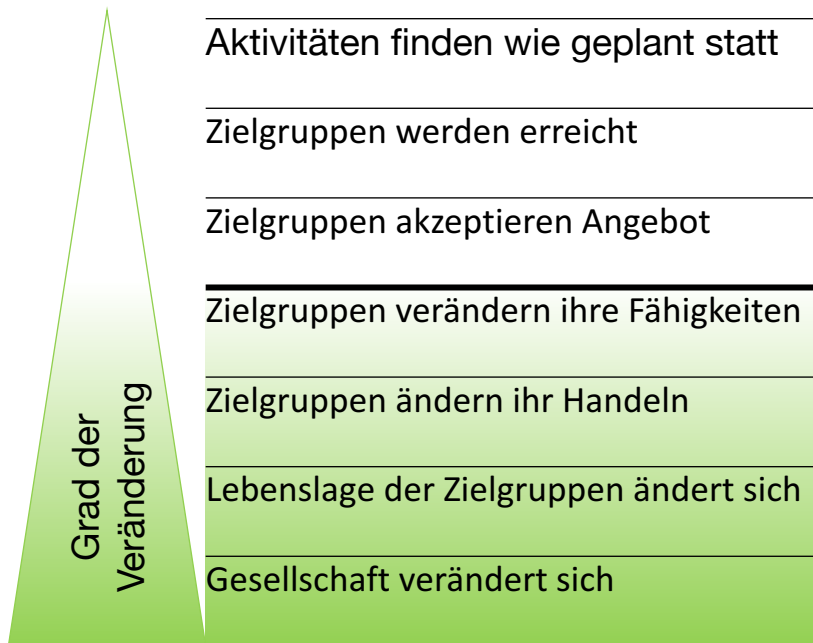 Aktivitäten finden wie geplant statt
Zielgruppen werden erreicht
Zielgruppen akzeptieren Angebot
Zielgruppen verändern ihre Fähigkeiten
Zielgruppen ändern ihr Handeln
Lebenslage der Zielgruppen ändert sich
Gesellschaft verändert sich
Grad der
Veränderung